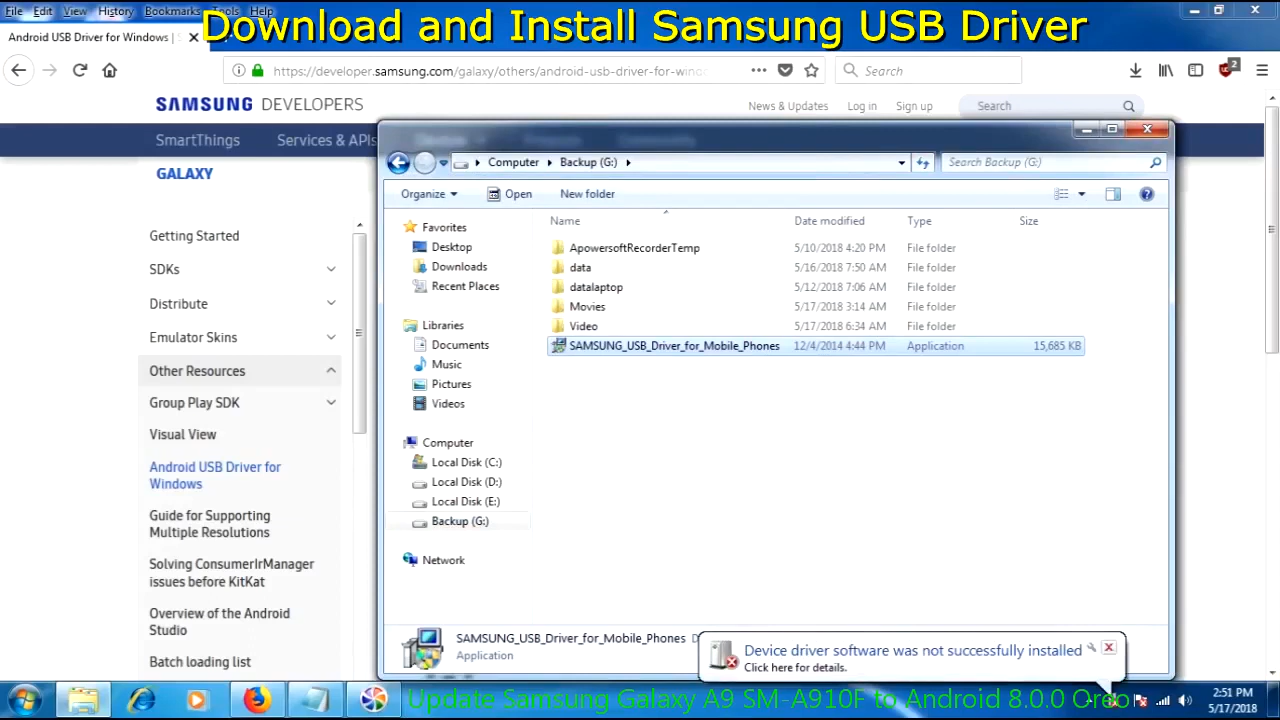 File Edit View History Bookmarks Tools Help
Download and Install Samsung USB Driver
Android USB Driver for Windows |
https://developer.samsung.com/galaxy/others/android-usb-driver-for-windo
Search
2
SAMSUNG DEVELOPERS
News & Updates Log in Sign up Search
SmartThings Services & APIs
GALAXY
Getting Started
SDKs
Distribute
Emulator Skins
Other Resources
Group Play SDK
Visual View
Android USB Driver for
Windows
Guide for Supporting
Multiple Resolutions
Solving ConsumerIrManager
issues before KitKat
Overview of the Android
Studio
Batch loading list
Computer Backup (G:)
Search Backup (G:)
Organize Open New folder
Favorites
Desktop
Downloads
Recent Places
Libraries
Documents
Music
Pictures
Videos
Computer
Local Disk (C:)
Local Disk (D:)
Local Disk (E:)
Backup (G:)
Network
Name Date modified Type Size
ApowersoftRecorderTemp 5/10/2018 4:20 PM File folder
data 5/16/2018 7:50 AM File folder
datalaptop 5/12/2018 7:06 AM File folder
Movies 5/17/2018 3:14 AM File folder
Video 5/17/2018 6:34 AM File folder
SAMSUNG_USB_Driver_for_Mobile_Phones 12/4/2014 4:44 PM Application 15,685 KB
SAMSUNG_USB_Driver_for_Mobile_Phones D
Application
Device driver software was not successfully installed
Click here for details.
Update Samsung Galaxy A9 SM-A910F to Android 8.0.0 Oreo
2:51 PM
5/17/2018